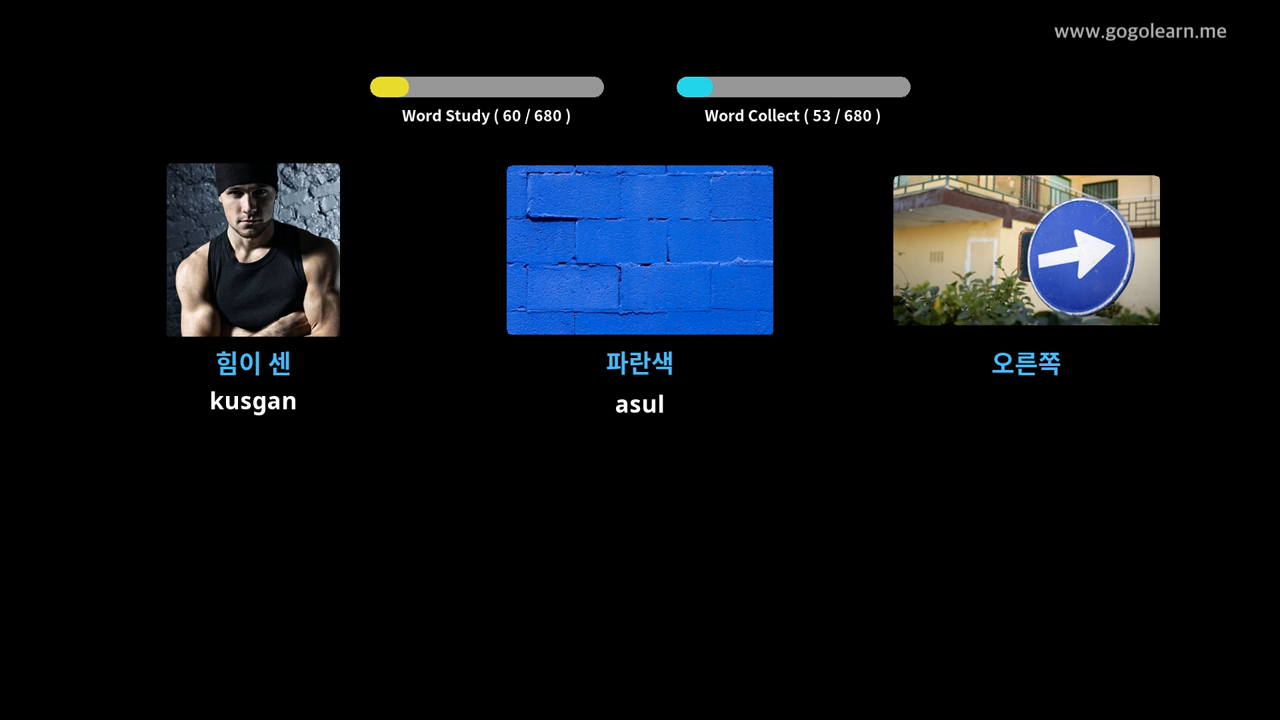 www.gogolearn.me
Word Study ( 60 / 680 )
Word Collect ( 53 / 680 )
힘이 센
파란색
오른쪽
kusgan
asul